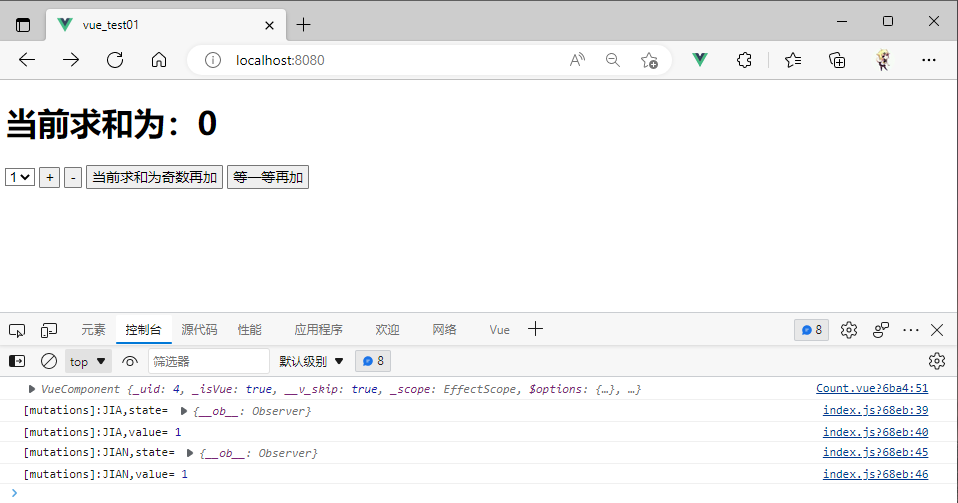 vue_test01
localhost:8080
当前求和为：0
1 + - 当前求和为奇数再加 等一等再加
元素 控制台 源代码 性能 应用程序 欢迎 网络 Vue 8
top 筛选器 默认级别 8
VueComponent {_uid: 4, _isVue: true, __v_skip: true, _scope: EffectScope, $options: {…}, …} Count.vue?6ba4:51
[mutations]:JIA,state= {__ob__: Observer} index.js?68eb:39
[mutations]:JIA,value= 1 index.js?68eb:40
[mutations]:JIAN,state= {__ob__: Observer} index.js?68eb:45
[mutations]:JIAN,value= 1 index.js?68eb:46